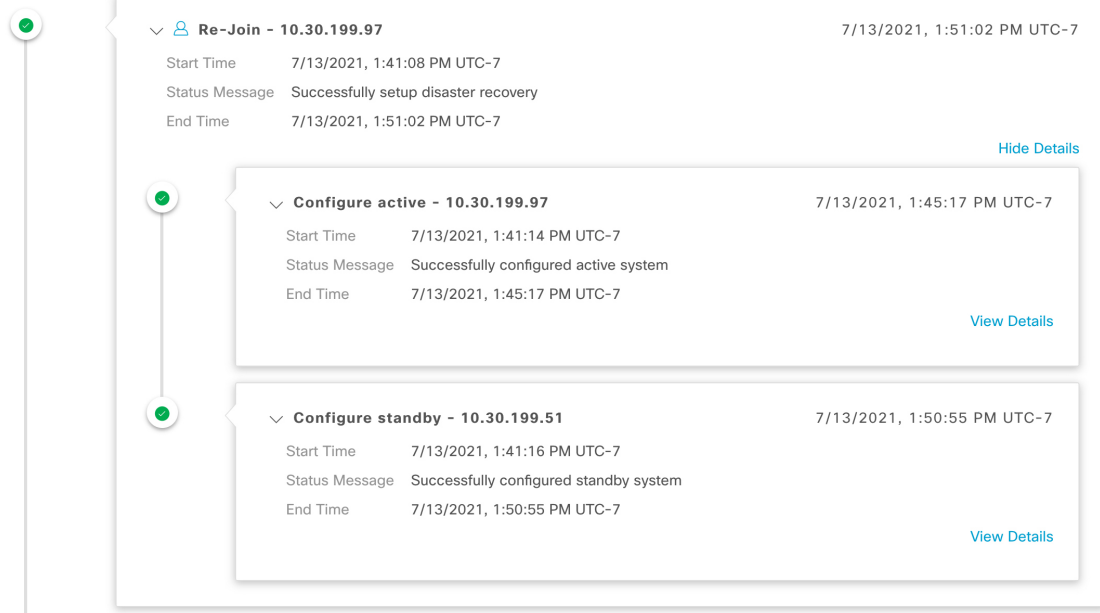 Re-Join - 10.30.199.97 7/13/2021, 1:51:02 PM UTC-7
Start Time 7/13/2021, 1:41:08 PM UTC-7
Status Message Successfully setup disaster recovery
End Time 7/13/2021, 1:51:02 PM UTC-7
Hide Details
Configure active - 10.30.199.97 7/13/2021, 1:45:17 PM UTC-7
Start Time 7/13/2021, 1:41:14 PM UTC-7
Status Message Successfully configured active system
End Time 7/13/2021, 1:45:17 PM UTC-7
View Details
Configure standby - 10.30.199.51 7/13/2021, 1:50:55 PM UTC-7
Start Time 7/13/2021, 1:41:16 PM UTC-7
Status Message Successfully configured standby system
End Time 7/13/2021, 1:50:55 PM UTC-7
View Details